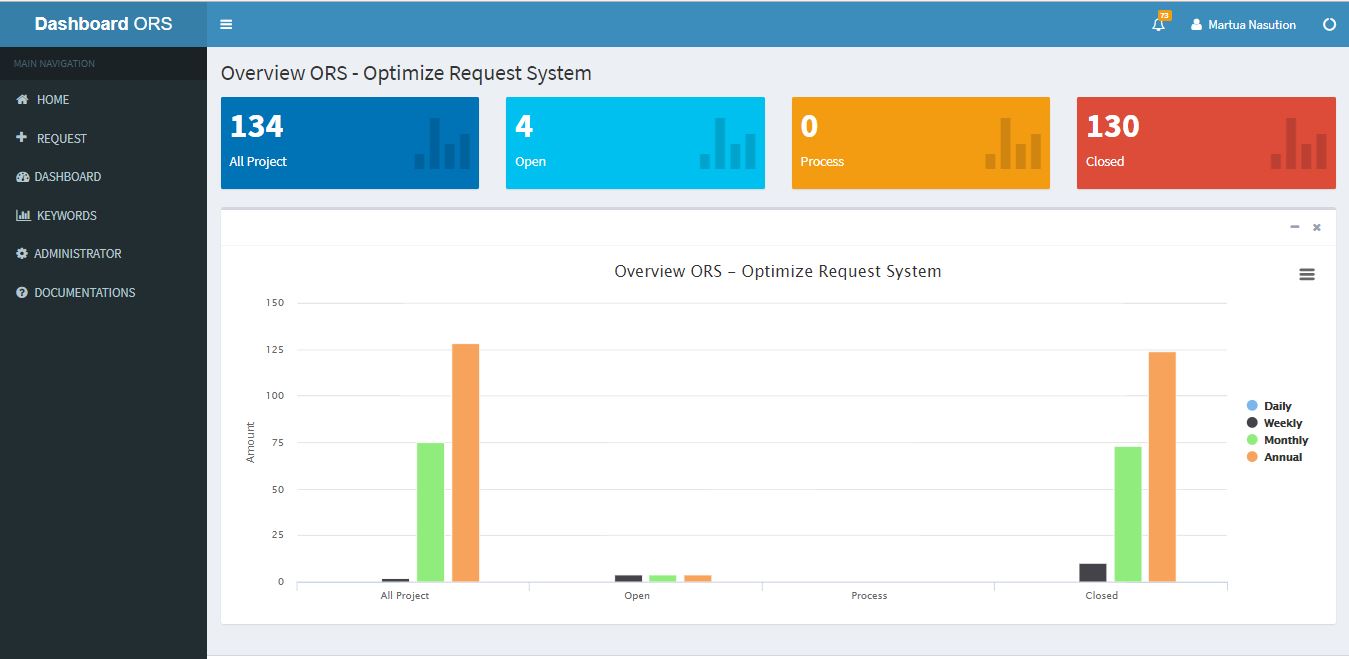 Dashboard ORS
73
Martua Nasution
MAIN NAVIGATION
HOME
REQUEST
DASHBOARD
KEYWORDS
ADMINISTRATOR
DOCUMENTATIONS
Overview ORS - Optimize Request System
134
All Project
4
Open
0
Process
130
Closed
Overview ORS – Optimize Request System
Amount
150
125
100
75
50
25
0
All Project
Open
Process
Closed
Daily
Weekly
Monthly
Annual